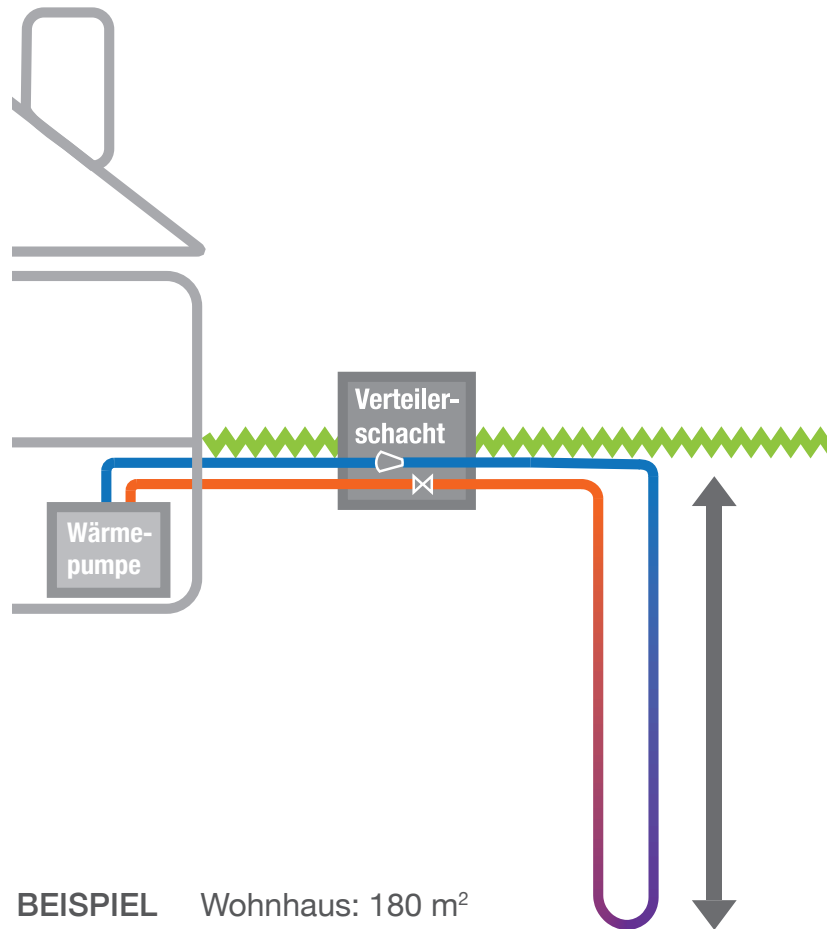 Verteiler-
schacht
Wärme-
pumpe
BEISPIEL Wohnhaus: 180 m²